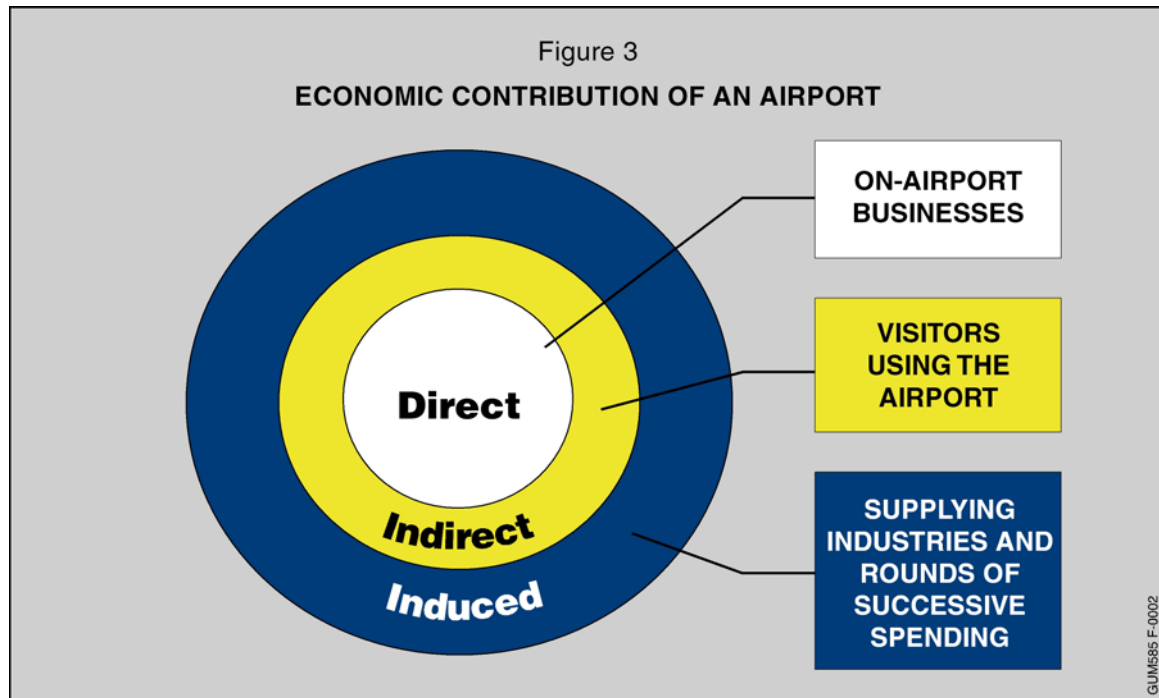 Figure 3
ECONOMIC CONTRIBUTION OF AN AIRPORT
Direct
Indirect
Induced
ON-AIRPORT
BUSINESSES
VISITORS
USING THE
AIRPORT
SUPPLYING
INDUSTRIES AND
ROUNDS OF
SUCCESSIVE
SPENDING
GUM585 F-0002